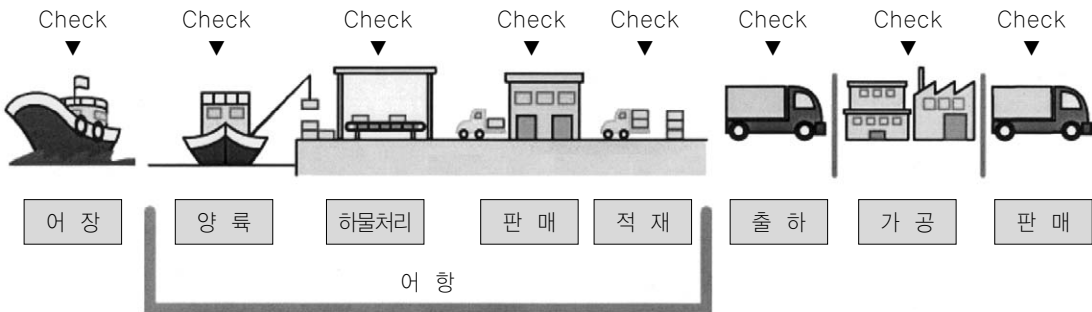 Check Check Check Check Check Check Check Check
▼ ▼ ▼ ▼ ▼ ▼ ▼ ▼
어 장 양 륙 하물처리 판 매 적 재 출 하 가 공 판 매
어 항